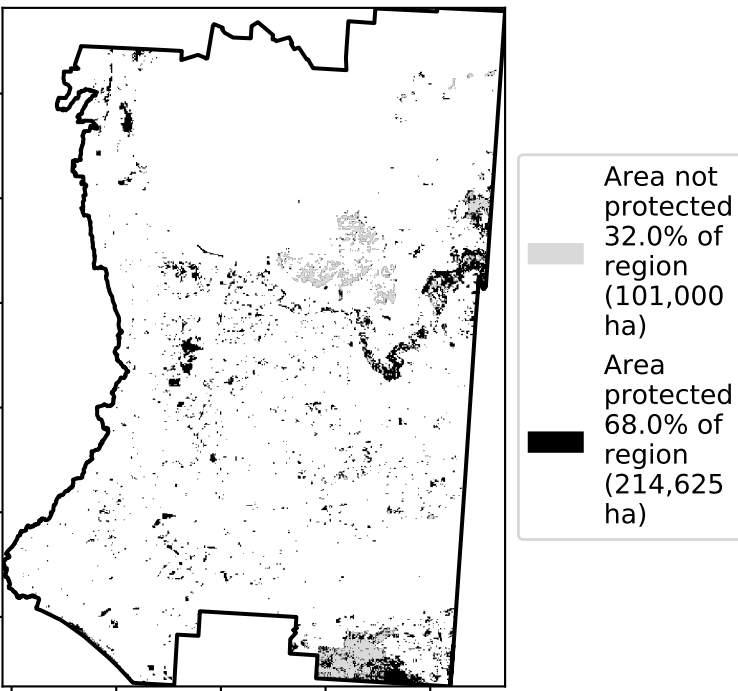 Area not
protected
32.0% of
region
(101,000
ha)
Area
protected
68.0% of
region
(214,625
ha)